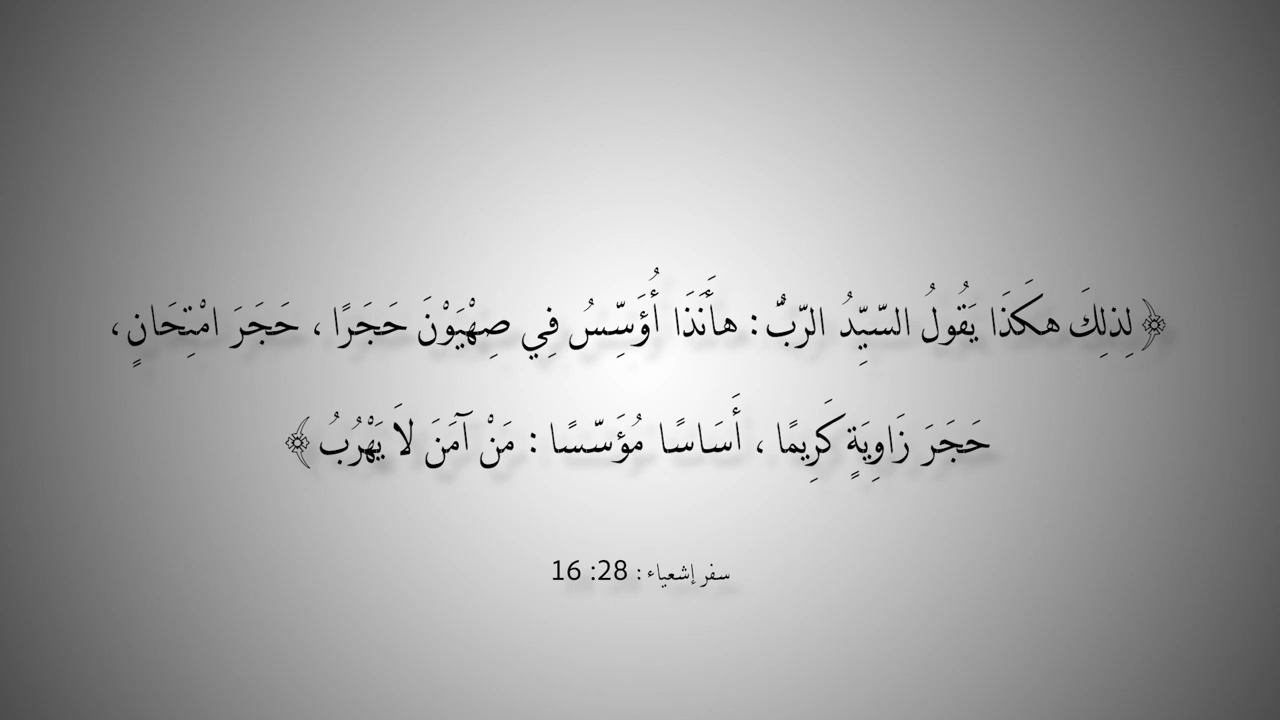 ﴿لِذلِكَ هكَذَا يَقُولُ السَّيِّدُ الرَّبُّ : هأَنَذَا أُؤَسِّسُ فِي صِهْيَوْنَ حَجَرًا ، حَجَرَ امْتِحَانٍ ،
حَجَرَ زَاوِيَةٍ كَرِيمًا ، أَسَاسًا مُؤَسَّسًا : مَنْ آمَنَ لاَ يَهْرُبُ﴾
سفر إشعياء : 28: 16